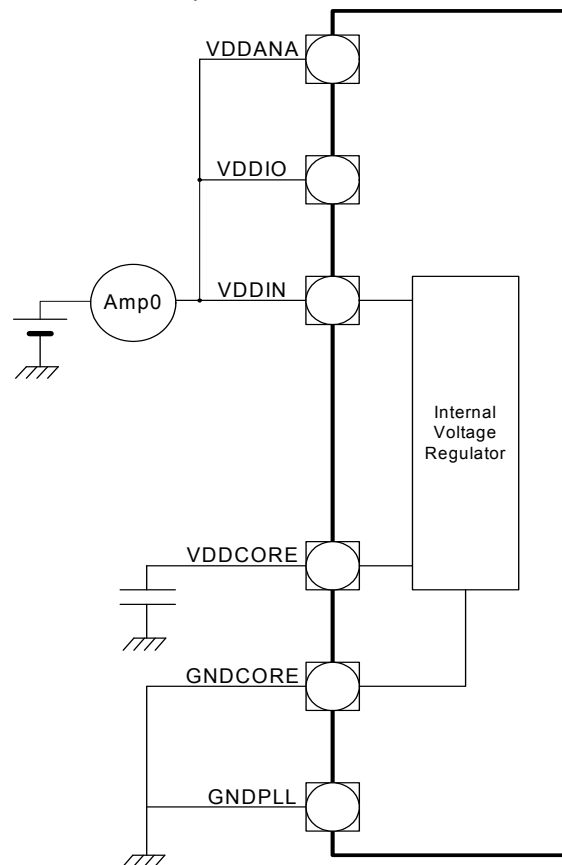 VDDANA
VDDIO
Amp0
VDDIN
Internal
Voltage
Regulator
VDDCORE
GNDCORE
GNDPLL